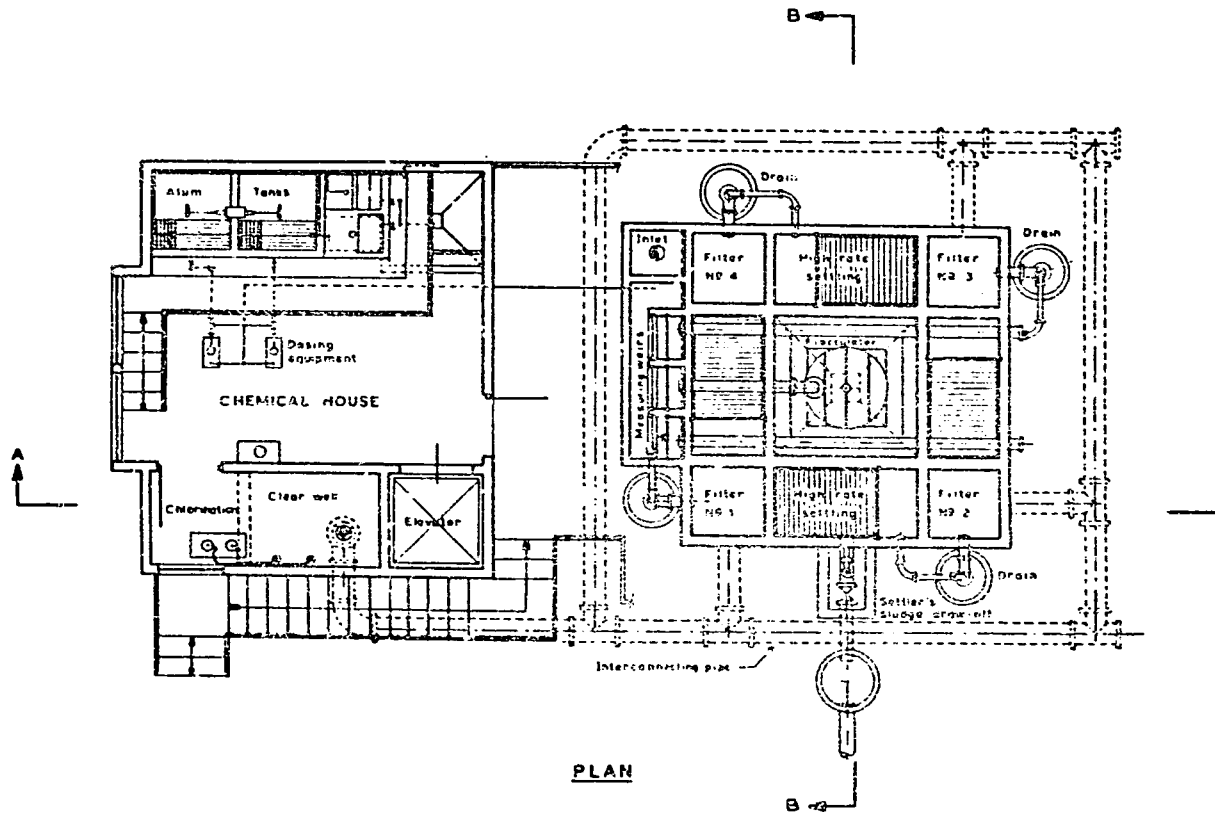 B
Alum Tanks
Drain
Inlet
Filter
Nº 4
High rate
settling
Filter
Nº 3
Drain
Dosing
equipment
Flocculator
Measuring weirs
CHEMICAL HOUSE
A
Chlorination
Clear well
Elevator
Filter
Nº 1
High rate
settling
Filter
Nº 2
Drain
Settler's
sludge draw-off
Interconnecting pipe
PLAN
B